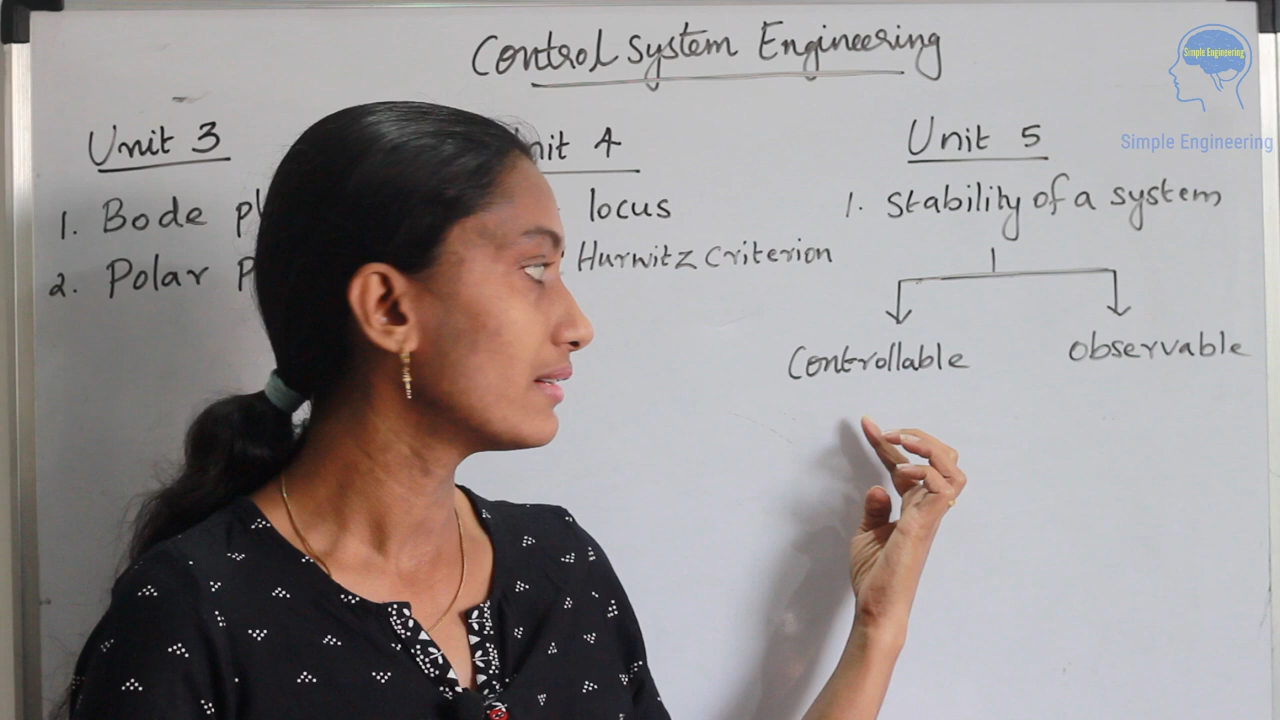 Control System Engineering
Simple Engineering
Simple Engineering
Unit 3
1. Bode
2. Polar
4
locus
Hurwitz Criterion
Unit 5
1. Stability of a system
Controllable
observable